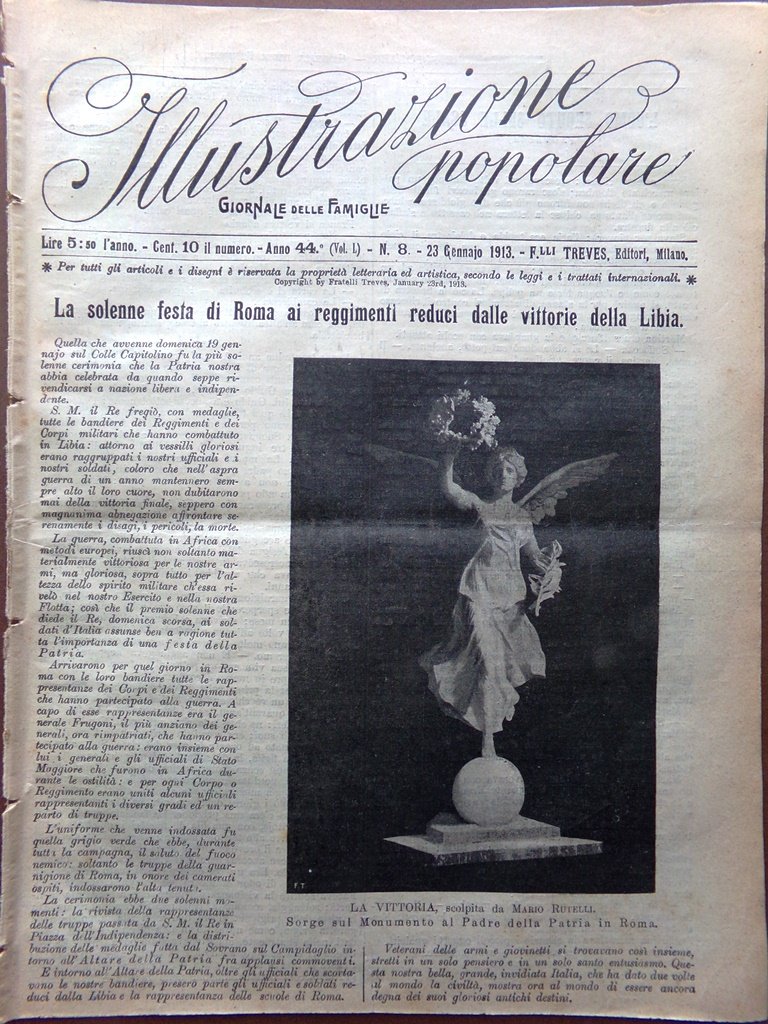 Illustrazione
popolare
GIORNALE DELLE FAMIGLIE
Lire 5:50 l'anno. - Cent. 10 il numero. - Anno 44.° (Vol. L) - N. 8. - 23 Gennajo 1913. - F.LLI TREVES, Editori, Milano.
* Per tutti gli articoli e i disegni è riservata la proprietà letteraria ed artistica, secondo le leggi e i trattati internazionali. *
Copyright by Fratelli Treves, January 23rd, 1913.
La solenne festa di Roma ai reggimenti reduci dalle vittorie della Libia.
Quella che avvenne domenica 19 gen-
najo sul Colle Capitolino fu la più so-
lenne cerimonia che la Patria nostra
abbia celebrata da quando seppe ri-
vendicarsi a nazione libera e indipen-
dente.
S. M. il Re fregiò, con medaglie,
tutte le bandiere dei Reggimenti e dei
Corpi militari che hanno combattuto
in Libia: attorno ai vessilli gloriosi
erano raggruppati i nostri ufficiali e i
nostri soldati, coloro che nell'aspra
guerra di un anno mantennero sem-
pre alto il loro cuore, non dubitarono
mai della vittoria finale, seppero con
magnanima abnegazione affrontare se-
renamente i disagi, i pericoli, la morte.
La guerra, combattuta in Africa con
metodi europei, riuscì non soltanto ma-
terialmente vittoriosa per le nostre ar-
mi, ma gloriosa, sopra tutto per l'al-
tezza dello spirito militare ch'essa ri-
velò nel nostro Esercito e nella nostra
Flotta; così che il premio solenne che
diede il Re, domenica scorsa, ai sol-
dati d'Italia assunse ben a ragione tut-
ta l'importanza di una festa della
Patria.
Arrivarono per quel giorno in Ro-
ma con le loro bandiere tutte le rap-
presentanze dei Corpi e dei Reggimenti
che hanno partecipato alla guerra. A
capo di esse rappresentanze era il ge-
nerale Frugoni, il più anziano dei ge-
nerali, ora rimpatriati, che hanno par-
tecipato alla guerra: erano insieme con
lui i generali e gli ufficiali di Stato
Maggiore che furono in Africa du-
rante le ostilità: e per ogni Corpo o
Reggimento erano uniti alcuni ufficiali
rappresentanti i diversi gradi ed un re-
parto di truppe.
L'uniforme che venne indossata fu
quella grigio verde che ebbe, durante
tutta la campagna, il saluto del fuoco
nemico: soltanto le truppe della guar-
nigione di Roma, in onore dei camerati
ospiti, indossarono l'alta tenuta.
La cerimonia ebbe due solenni mo-
menti: la rivista della rappresentanze
delle truppe passata da S. M. il Re in
Piazza dell'Indipendenza: e la distri-
buzione delle medaglie fatta dal Sovrano sul Campidoglio in-
torno all'Altare della Patria fra applausi commoventi.
E intorno all'Altare della Patria, oltre gli ufficiali che scorta-
vano le nostre bandiere, presero parte gli ufficiali e soldati re-
duci dalla Libia e la rappresentanza delle scuole di Roma.
F.T.
LA VITTORIA, scolpita da MARIO RUTELLI.
Sorge sul Monumento al Padre della Patria in Roma.
Veterani delle armi e giovinetti si trovavano così insieme,
stretti in un solo pensiero e in un solo santo entusiasmo. Que-
sta nostra bella, grande, invidiata Italia, che ha dato due volte
al mondo la civiltà, mostra ora al mondo di essere ancora
degna dei suoi gloriosi antichi destini.